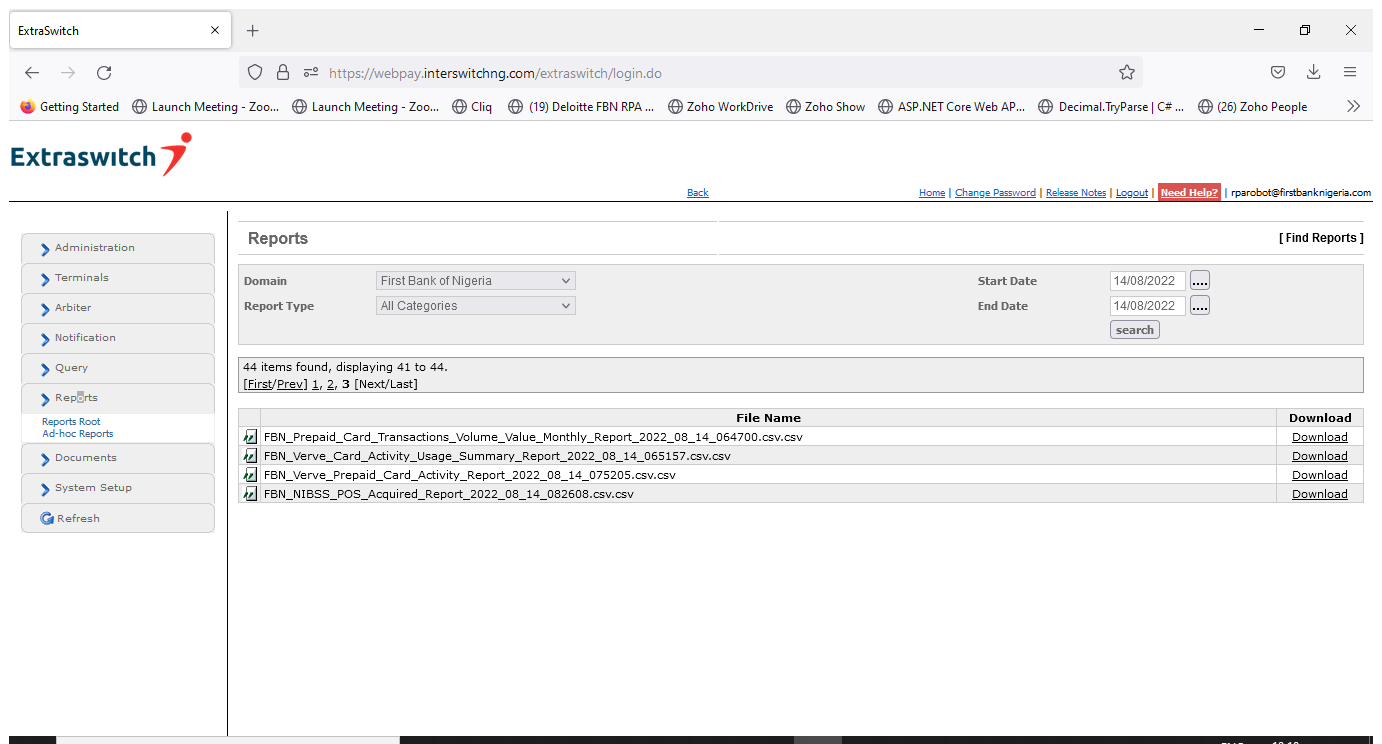 ExtraSwitch
https://webpay.interswitchng.com/extraswitch/login.do
Getting Started Launch Meeting - Zoo... Launch Meeting - Zoo... Cliq (19) Deloitte FBN RPA ... Zoho WorkDrive Zoho Show ASP.NET Core Web AP... Decimal.TryParse | C# ... (26) Zoho People
Extraswitch
Back Home | Change Password | Release Notes | Logout | Need Help? | rparobot@firstbanknigeria.com
Administration
Terminals
Arbiter
Notification
Query
Reports
Reports Root
Ad-hoc Reports
Documents
System Setup
Refresh
Reports [ Find Reports ]
Domain First Bank of Nigeria Start Date 14/08/2022 ....
Report Type All Categories End Date 14/08/2022 ....
search
44 items found, displaying 41 to 44.
[First/Prev] 1, 2, 3 [Next/Last]
File Name Download
FBN_Prepaid_Card_Transactions_Volume_Value_Monthly_Report_2022_08_14_064700.csv.csv Download
FBN_Verve_Card_Activity_Usage_Summary_Report_2022_08_14_065157.csv.csv Download
FBN_Verve_Prepaid_Card_Activity_Report_2022_08_14_075205.csv.csv Download
FBN_NIBSS_POS_Acquired_Report_2022_08_14_082608.csv.csv Download